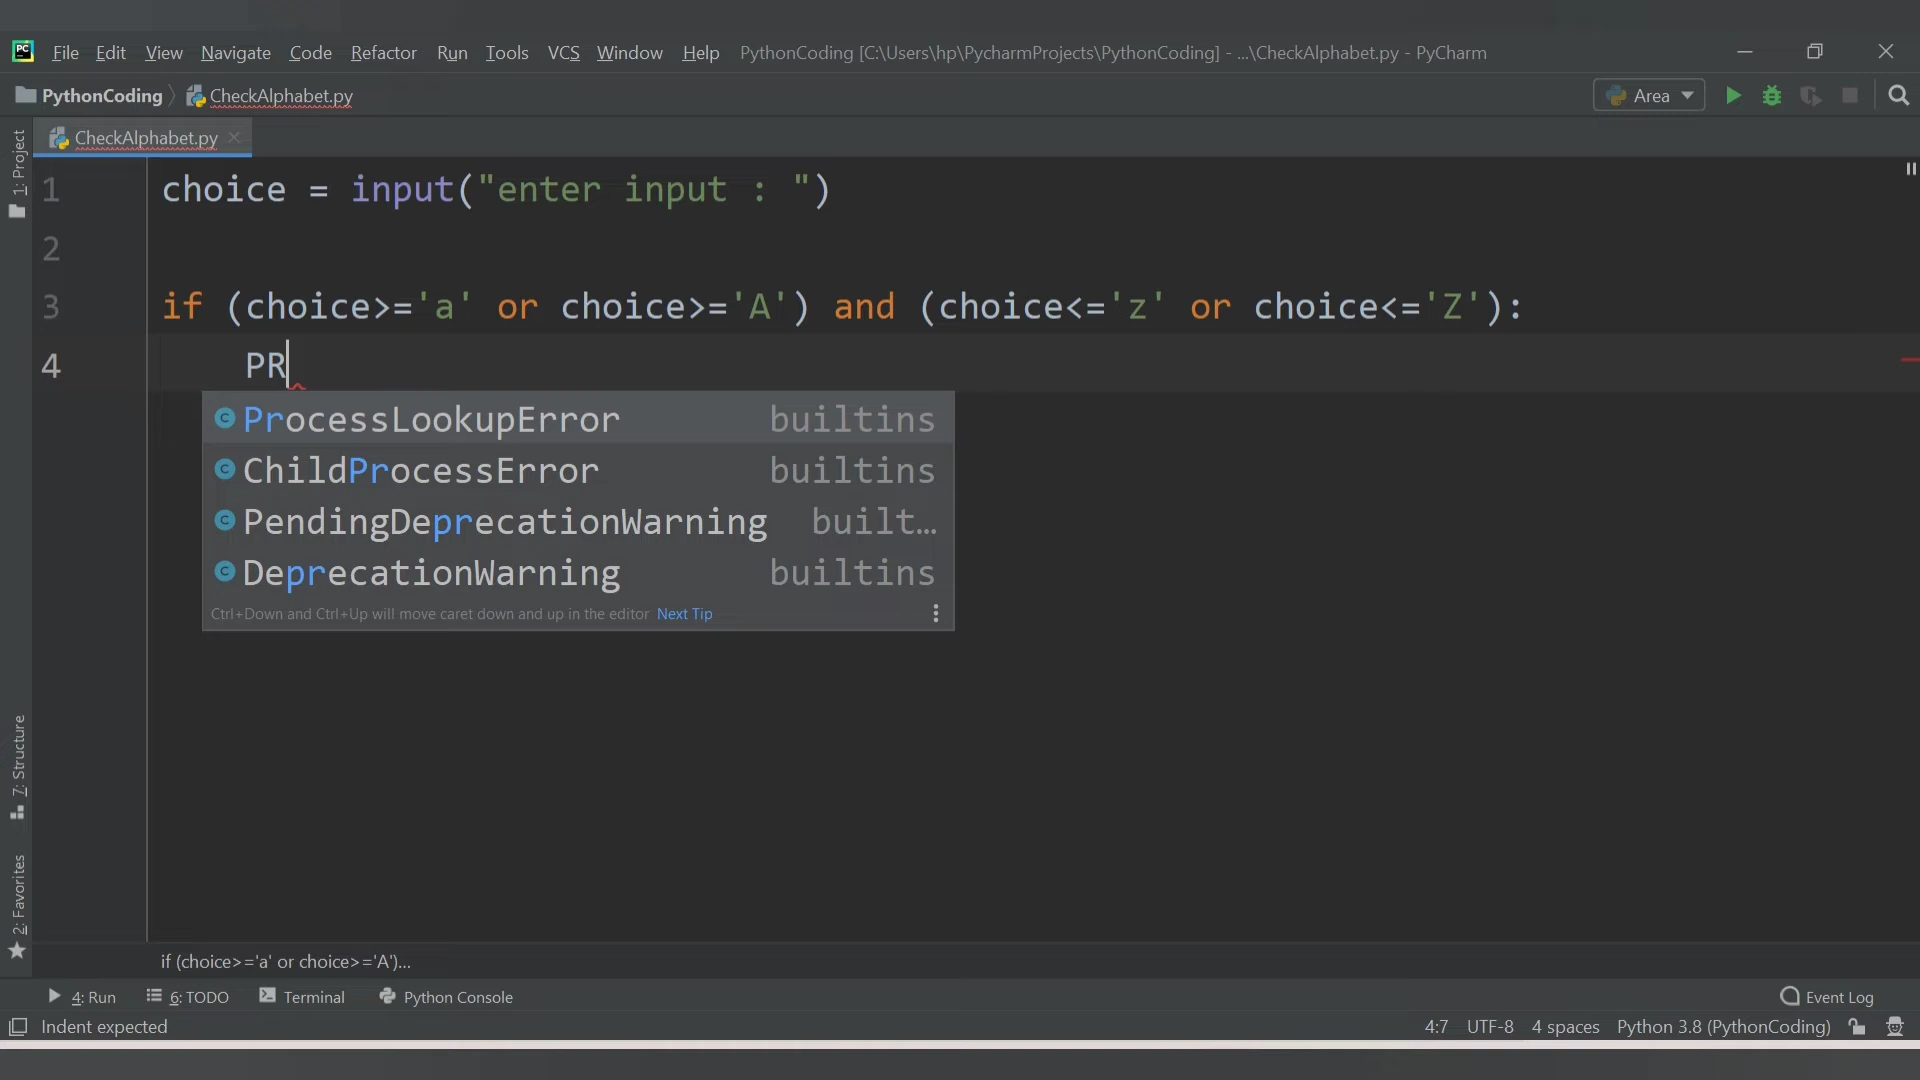 PC File Edit View Navigate Code Refactor Run Tools VCS Window Help PythonCoding [C:\Users\hp\PycharmProjects\PythonCoding] - ...\CheckAlphabet.py - PyCharm
PythonCoding CheckAlphabet.py Area
CheckAlphabet.py
1: Project
1 choice = input("enter input : ")
2
3 if (choice>='a' or choice>='A') and (choice<='z' or choice<='Z'):
4 PR
ProcessLookupError builtins
ChildProcessError builtins
PendingDeprecationWarning built...
DeprecationWarning builtins
Ctrl+Down and Ctrl+Up will move caret down and up in the editor Next Tip
7: Structure
2: Favorites
if (choice>='a' or choice>='A')...
4: Run 6: TODO Terminal Python Console Event Log
Indent expected 4:7 UTF-8 4 spaces Python 3.8 (PythonCoding)